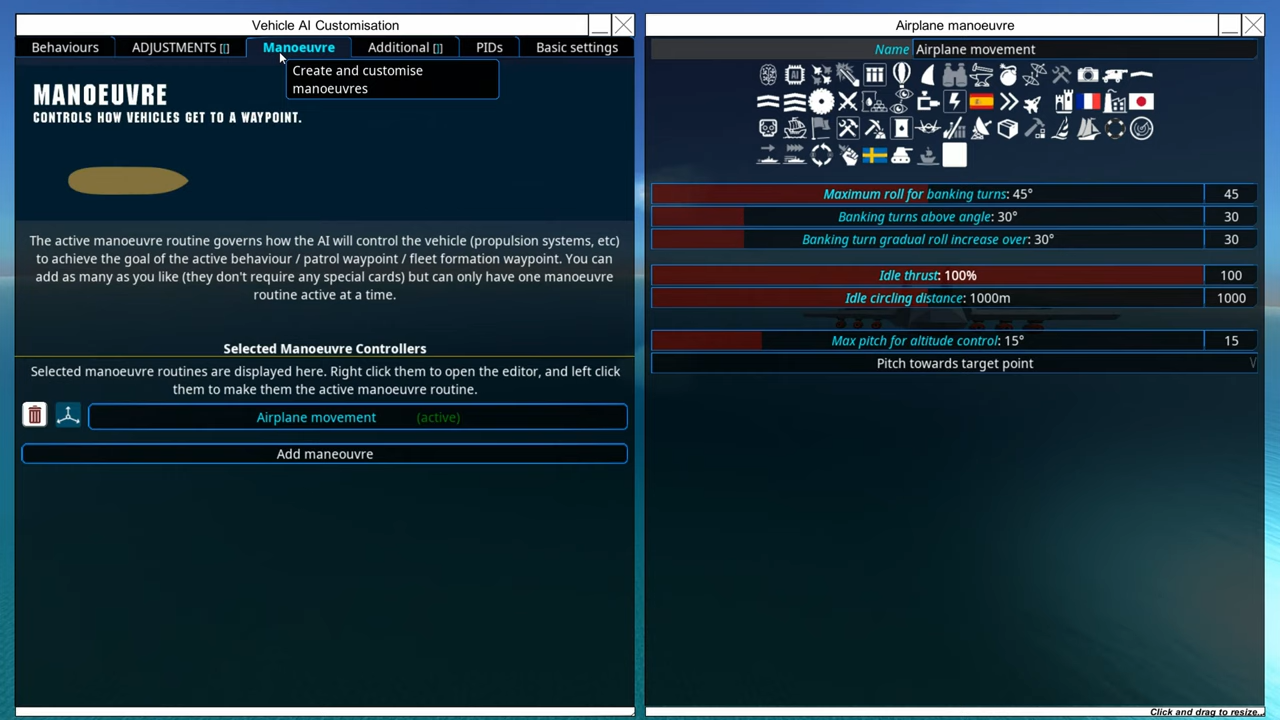 Vehicle AI Customisation
Behaviours
ADJUSTMENTS [[]
Manoeuvre
Additional []]
PIDs
Basic settings
Create and customise
manoeuvres
MANOEUVRE
CONTROLS HOW VEHICLES GET TO A WAYPOINT.
The active manoeuvre routine governs how the AI will control the vehicle (propulsion systems, etc)
to achieve the goal of the active behaviour / patrol waypoint / fleet formation waypoint. You can
add as many as you like (they don't require any special cards) but can only have one manoeuvre
routine active at a time.
Selected Manoeuvre Controllers
Selected manoeuvre routines are displayed here. Right click them to open the editor, and left click
them to make them the active manoeuvre routine.
Airplane movement (active)
Add maneouvre
Airplane manoeuvre
Name Airplane movement
AI
Maximum roll for banking turns: 45° 45
Banking turns above angle: 30° 30
Banking turn gradual roll increase over: 30° 30
Idle thrust: 100% 100
Idle circling distance: 1000m 1000
Max pitch for altitude control: 15° 15
Pitch towards target point V
Click and drag to resize...